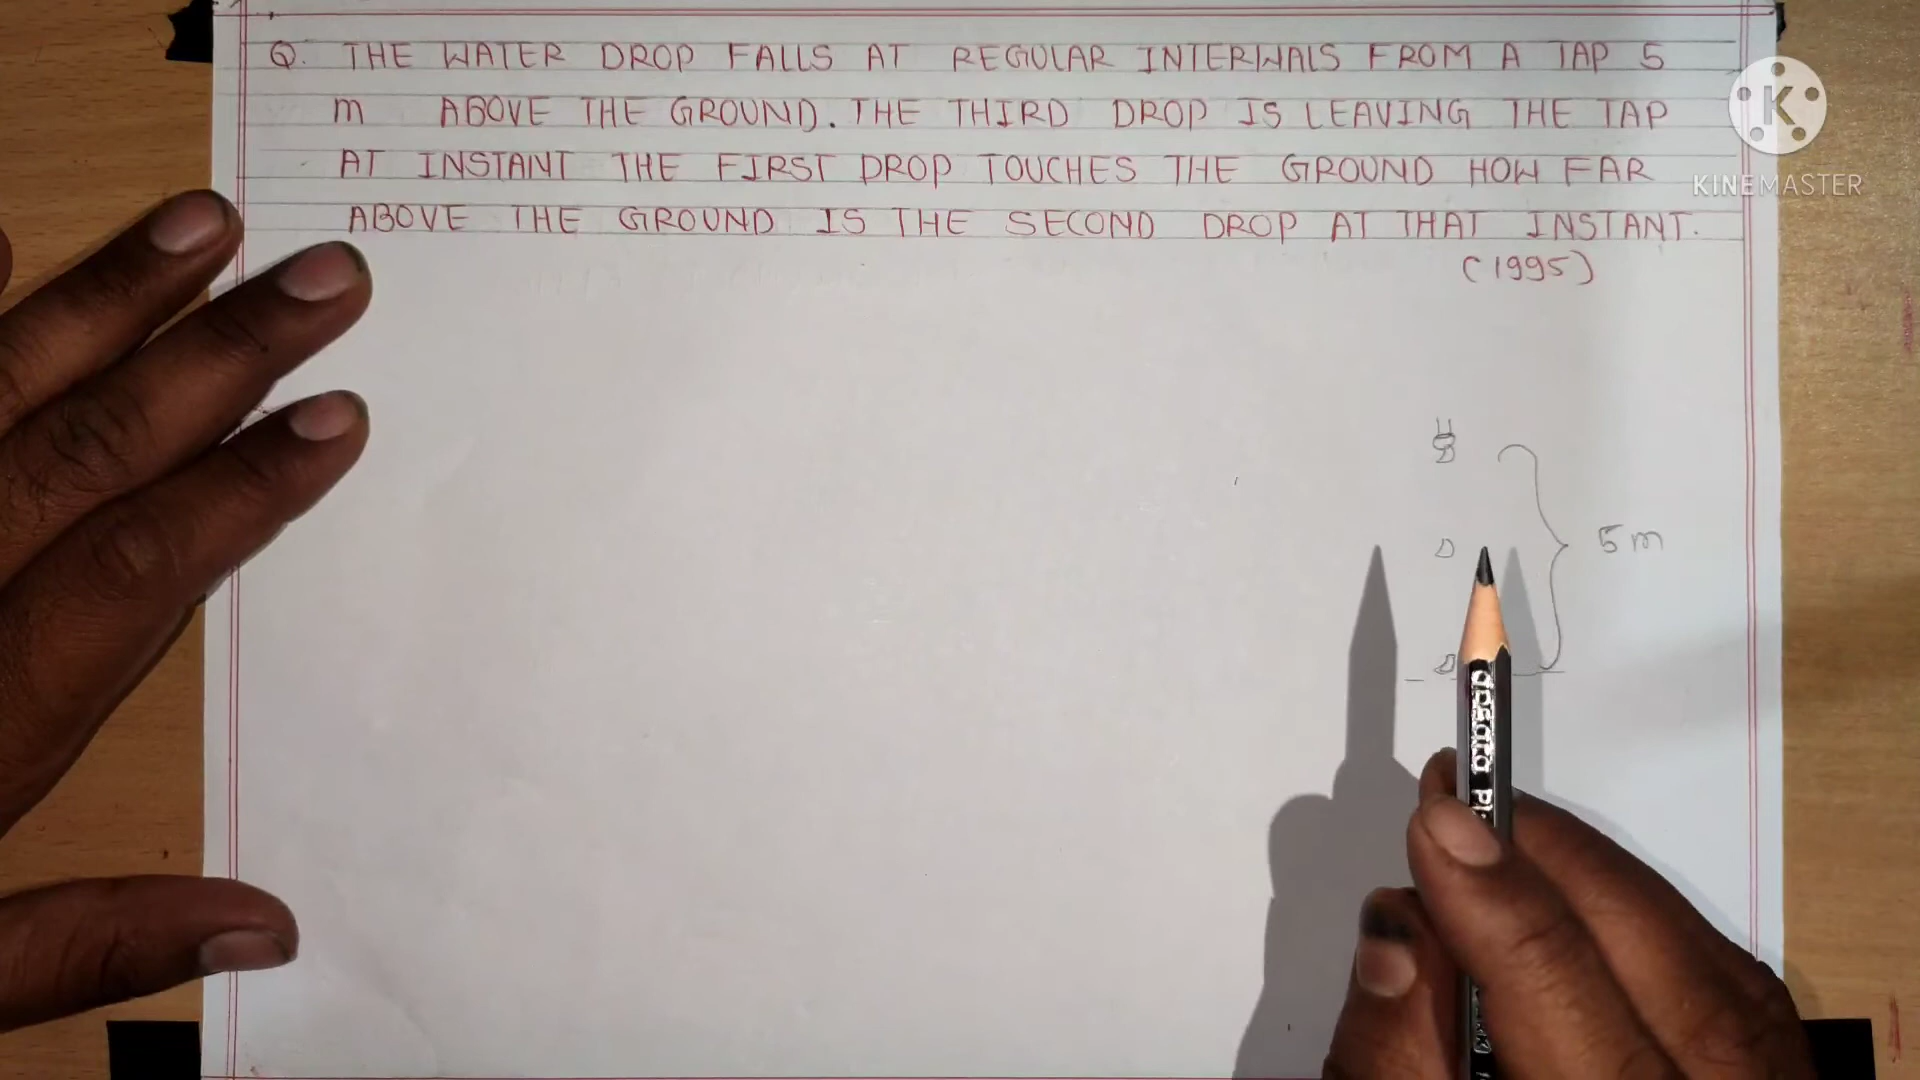 Q. THE WATER DROP FALLS AT REGULAR INTERWALS FROM A TAP 5
m ABOVE THE GROUND. THE THIRD DROP IS LEAVING THE TAP
AT INSTANT THE FIRST DROP TOUCHES THE GROUND HOW FAR
ABOVE THE GROUND IS THE SECOND DROP AT THAT INSTANT.
(1995)
K
KINEMASTER
5 m
apsara